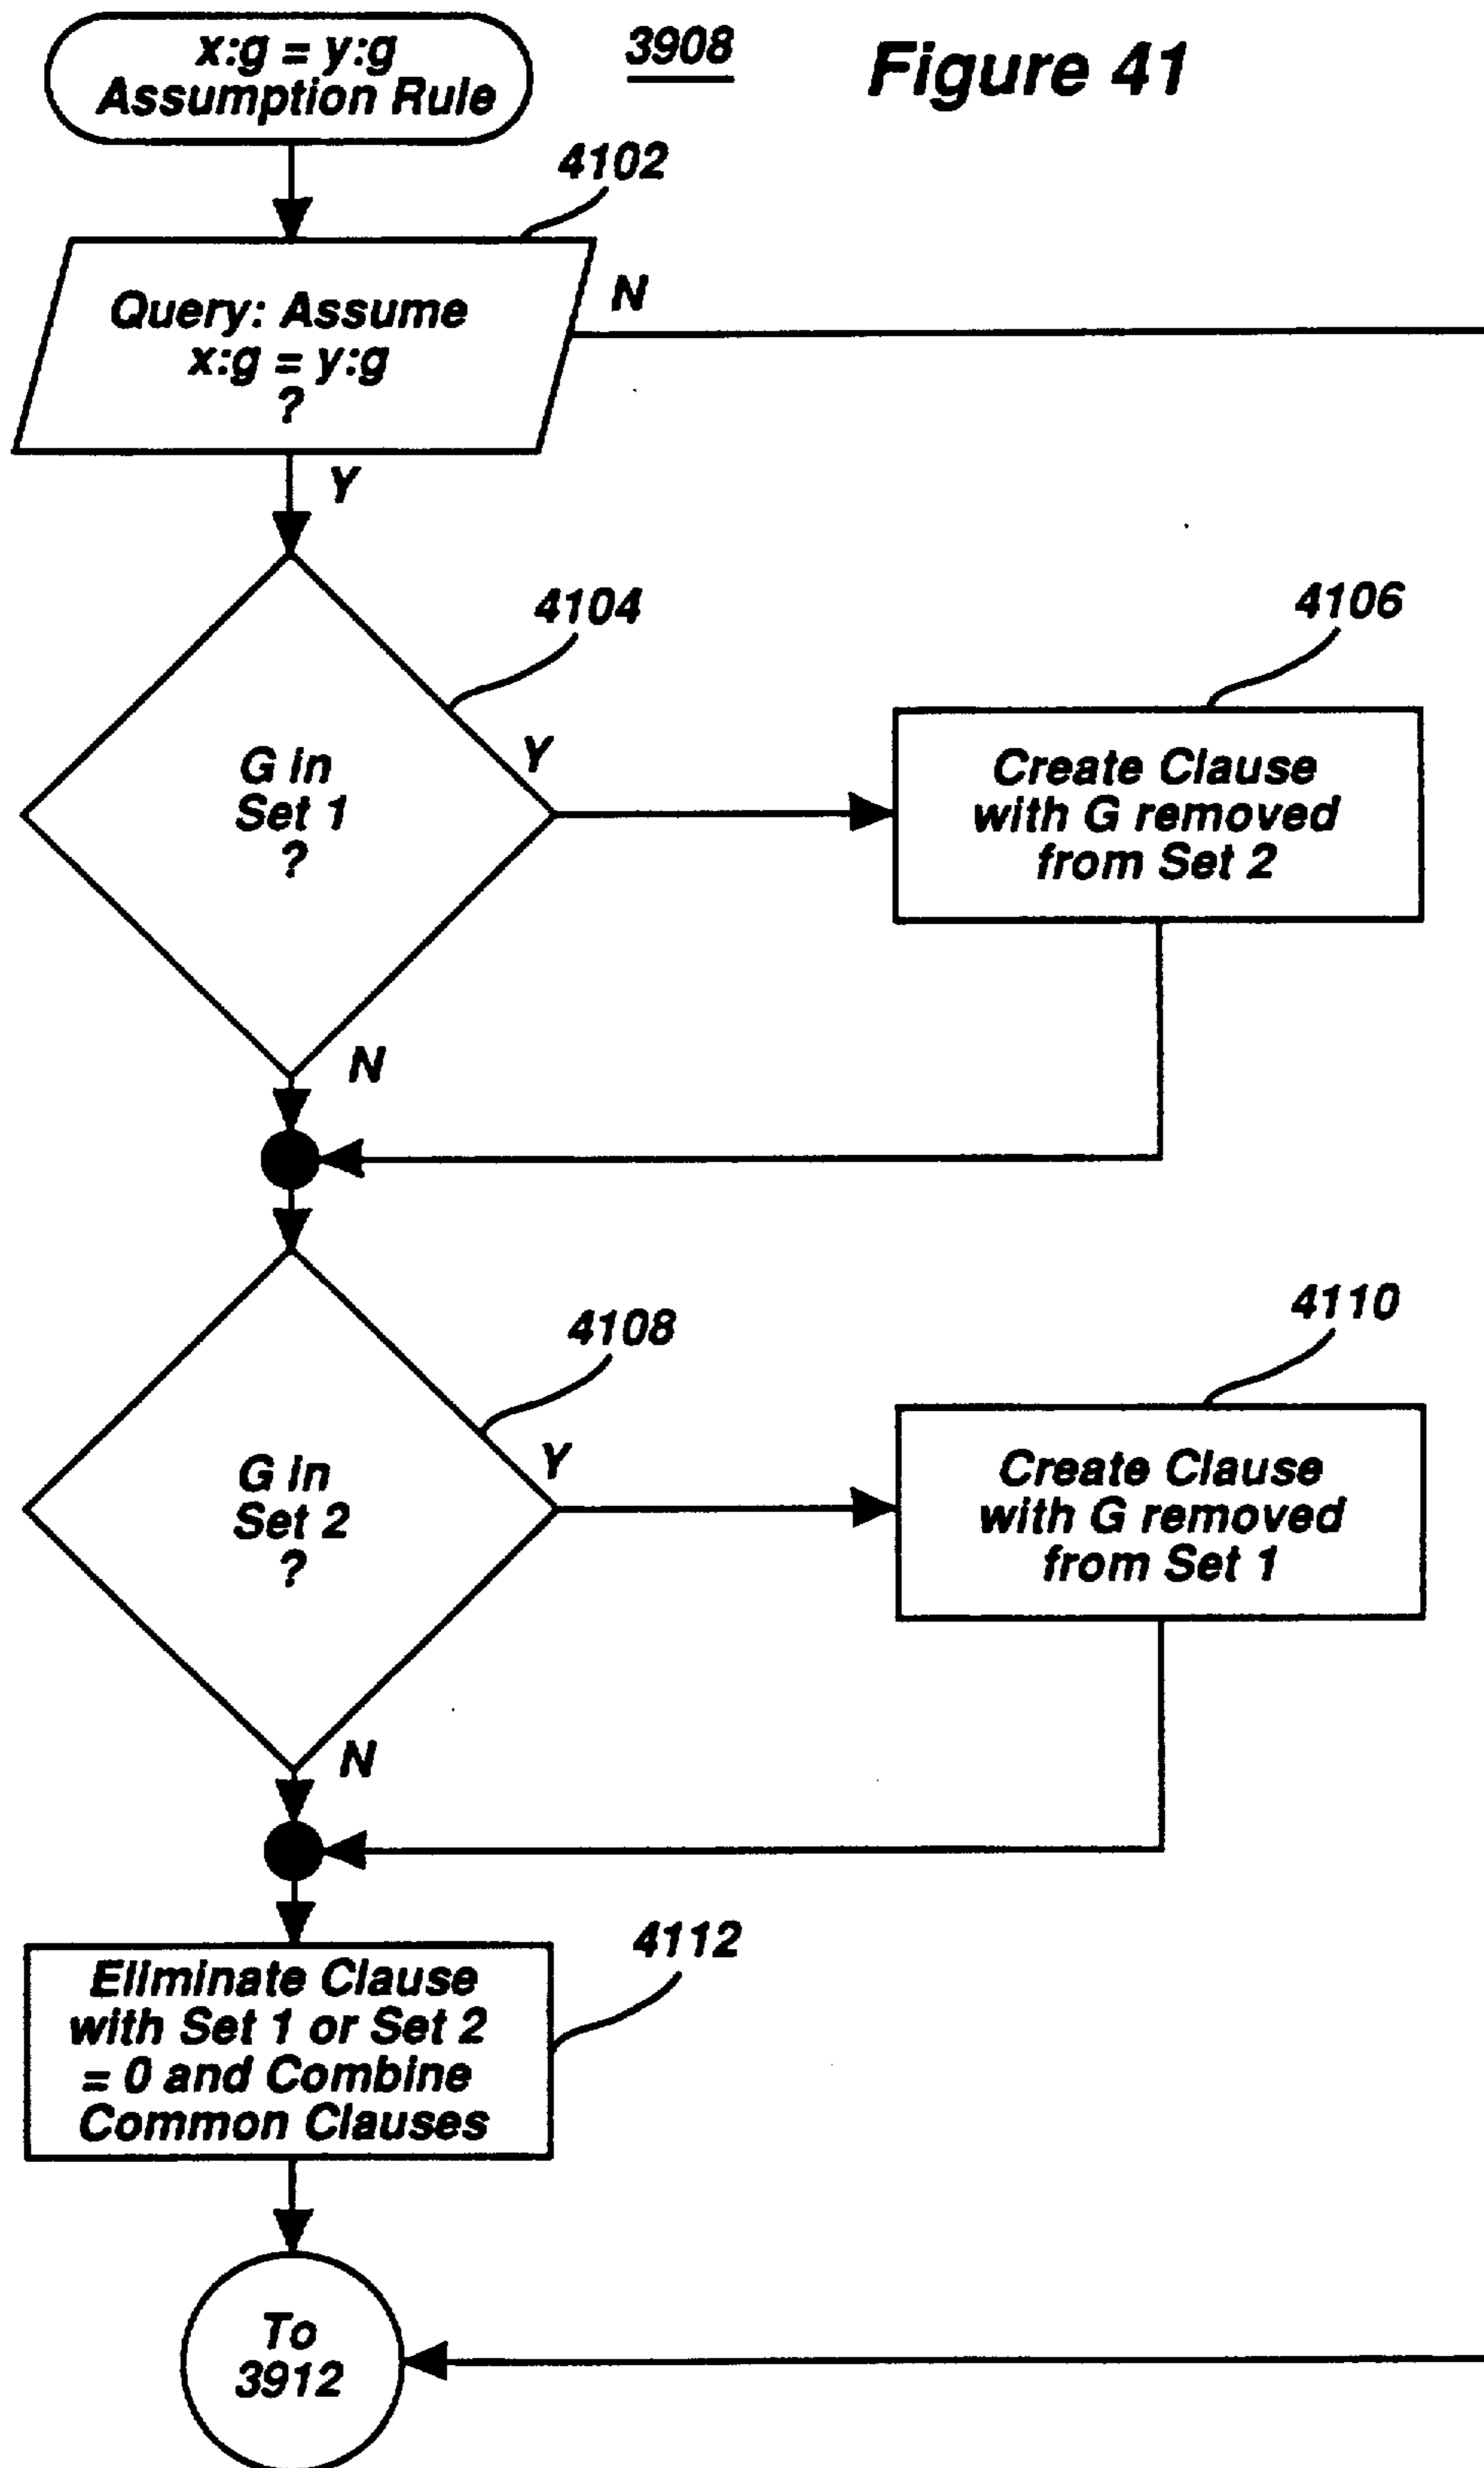 x:g = y:g
Assumption Rule
3908
Figure 41
4102
Query: Assume
x:g = y:g
?
N
Y
4104
G in
Set 1
?
Y
4106
Create Clause
with G removed
from Set 2
N
4108
G in
Set 2
?
Y
4110
Create Clause
with G removed
from Set 1
N
4112
Eliminate Clause
with Set 1 or Set 2
= 0 and Combine
Common Clauses
To
3912